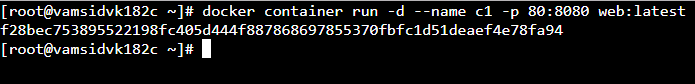 [root@vamsidvk182c ~]# docker container run -d --name c1 -p 80:8080 web:latest
f28bec753895522198fc405d444f887868697855370fbfc1d51deaef4e78fa94
[root@vamsidvk182c ~]#